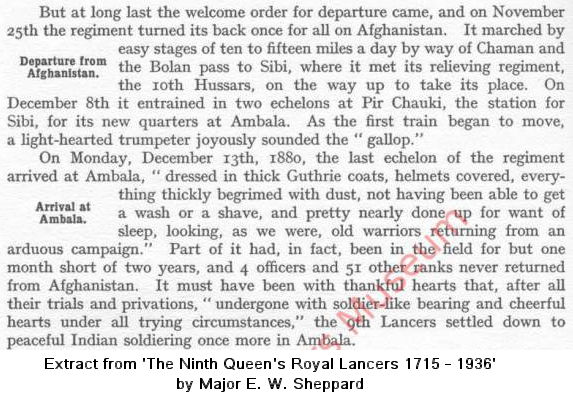 But at long last the welcome order for departure came, and on November
25th the regiment turned its back once for all on Afghanistan. It marched by
easy stages of ten to fifteen miles a day by way of Chaman and
Departure from
Afghanistan.
the Bolan pass to Sibi, where it met its relieving regiment,
the 10th Hussars, on the way up to take its place. On
December 8th it entrained in two echelons at Pir Chauki, the station for
Sibi, for its new quarters at Ambala. As the first train began to move,
a light-hearted trumpeter joyously sounded the “ gallop.”
On Monday, December 13th, 1880, the last echelon of the regiment
arrived at Ambala, “ dressed in thick Guthrie coats, helmets covered, every-
thing thickly begrimed with dust, not having been able to get
Arrival at
Ambala.
a wash or a shave, and pretty nearly done up for want of
sleep, looking, as we were, old warriors returning from an
arduous campaign.” Part of it had, in fact, been in the field for but one
month short of two years, and 4 officers and 51 other ranks never returned
from Afghanistan. It must have been with thankful hearts that, after all
their trials and privations, “ undergone with soldier-like bearing and cheerful
hearts under all trying circumstances,” the 9th Lancers settled down to
peaceful Indian soldiering once more in Ambala.
Museum
Extract from 'The Ninth Queen's Royal Lancers 1715 - 1936'
by Major E. W. Sheppard